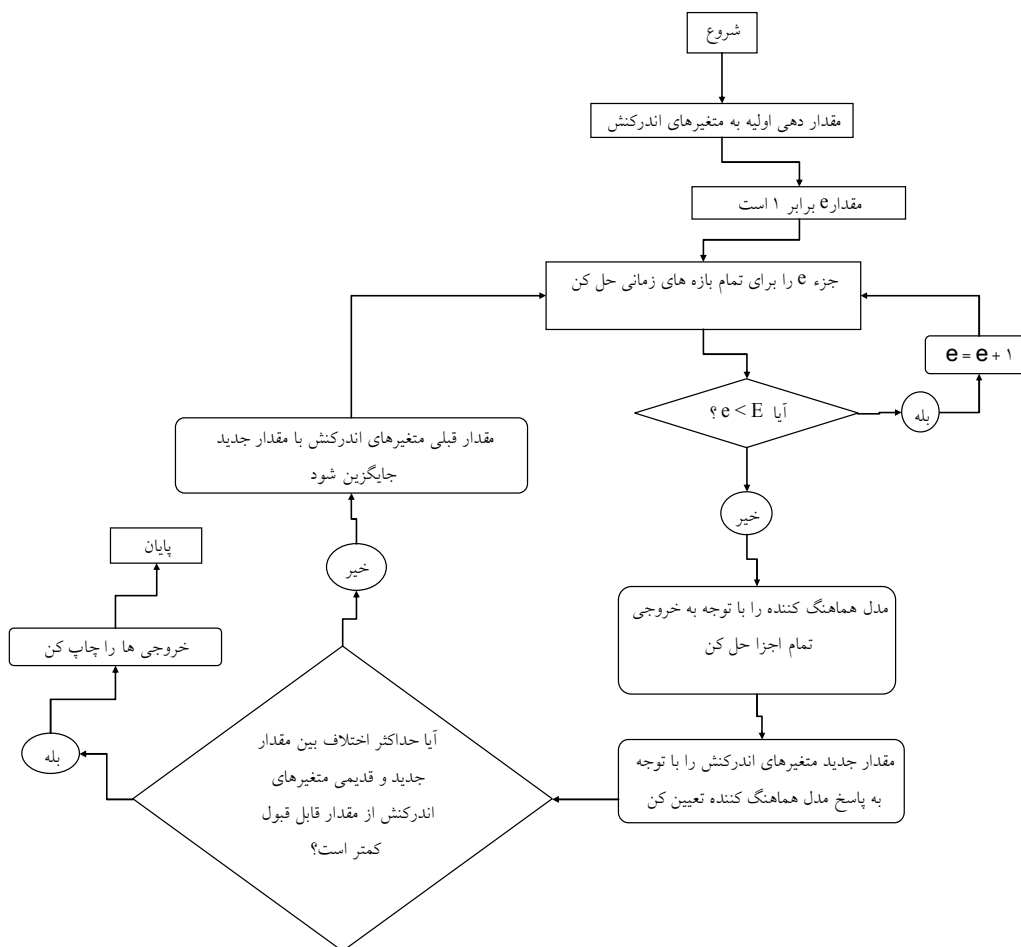 شروع
مقدار دهی اولیه به متغیرهای اندرکنش
مقدارe برابر ۱ است
جزء e را برای تمام بازه های زمانی حل کن
e = e + ۱
آیا e < E ؟
بله
خیر
مدل هماهنگ کننده را با توجه به خروجی
تمام اجزا حل کن
مقدار جدید متغیرهای اندرکنش را با توجه
به پاسخ مدل هماهنگ کننده تعیین کن
آیا حداکثر اختلاف بین مقدار
جدید و قدیمی متغیرهای
اندرکنش از مقدار قابل قبول
کمتر است؟
خیر
مقدار قبلی متغیرهای اندرکنش با مقدار جدید
جایگزین شود
بله
خروجی ها را چاپ کن
پایان